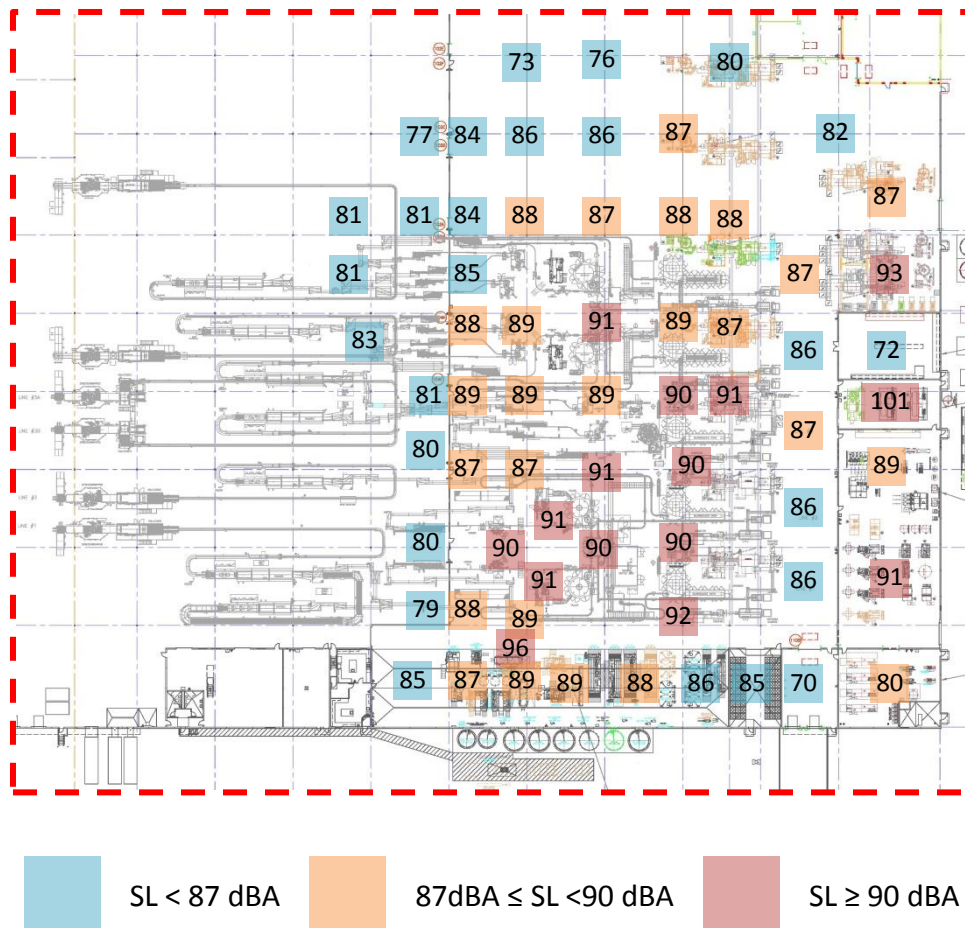 73 76 80
77 84 86 86 87 82
87
81 81 84 88 87 88 88
81 85 87 93
88 89 91 89 87
83 86 72
81 89 89 89 90 91 101
87
80 87 87 91 90 89
86
91
80 90 90 90
91 86 91
79 88 89 92
96
85 87 89 89 88 86 85 70 80
SL < 87 dBA 87dBA ≤ SL <90 dBA SL ≥ 90 dBA